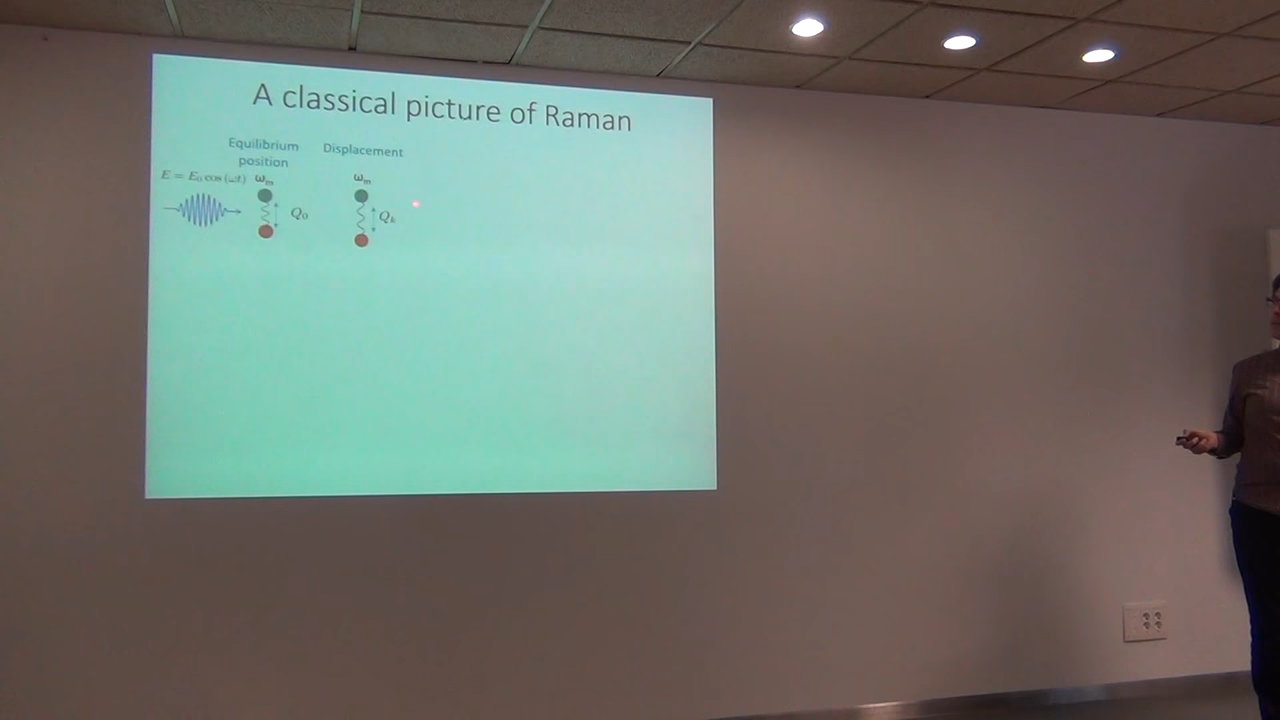 A classical picture of Raman
Equilibrium
position
Displacement
E = E₀ cos (ωt)
ωₘ
ωₘ
Q₀
Qₖ